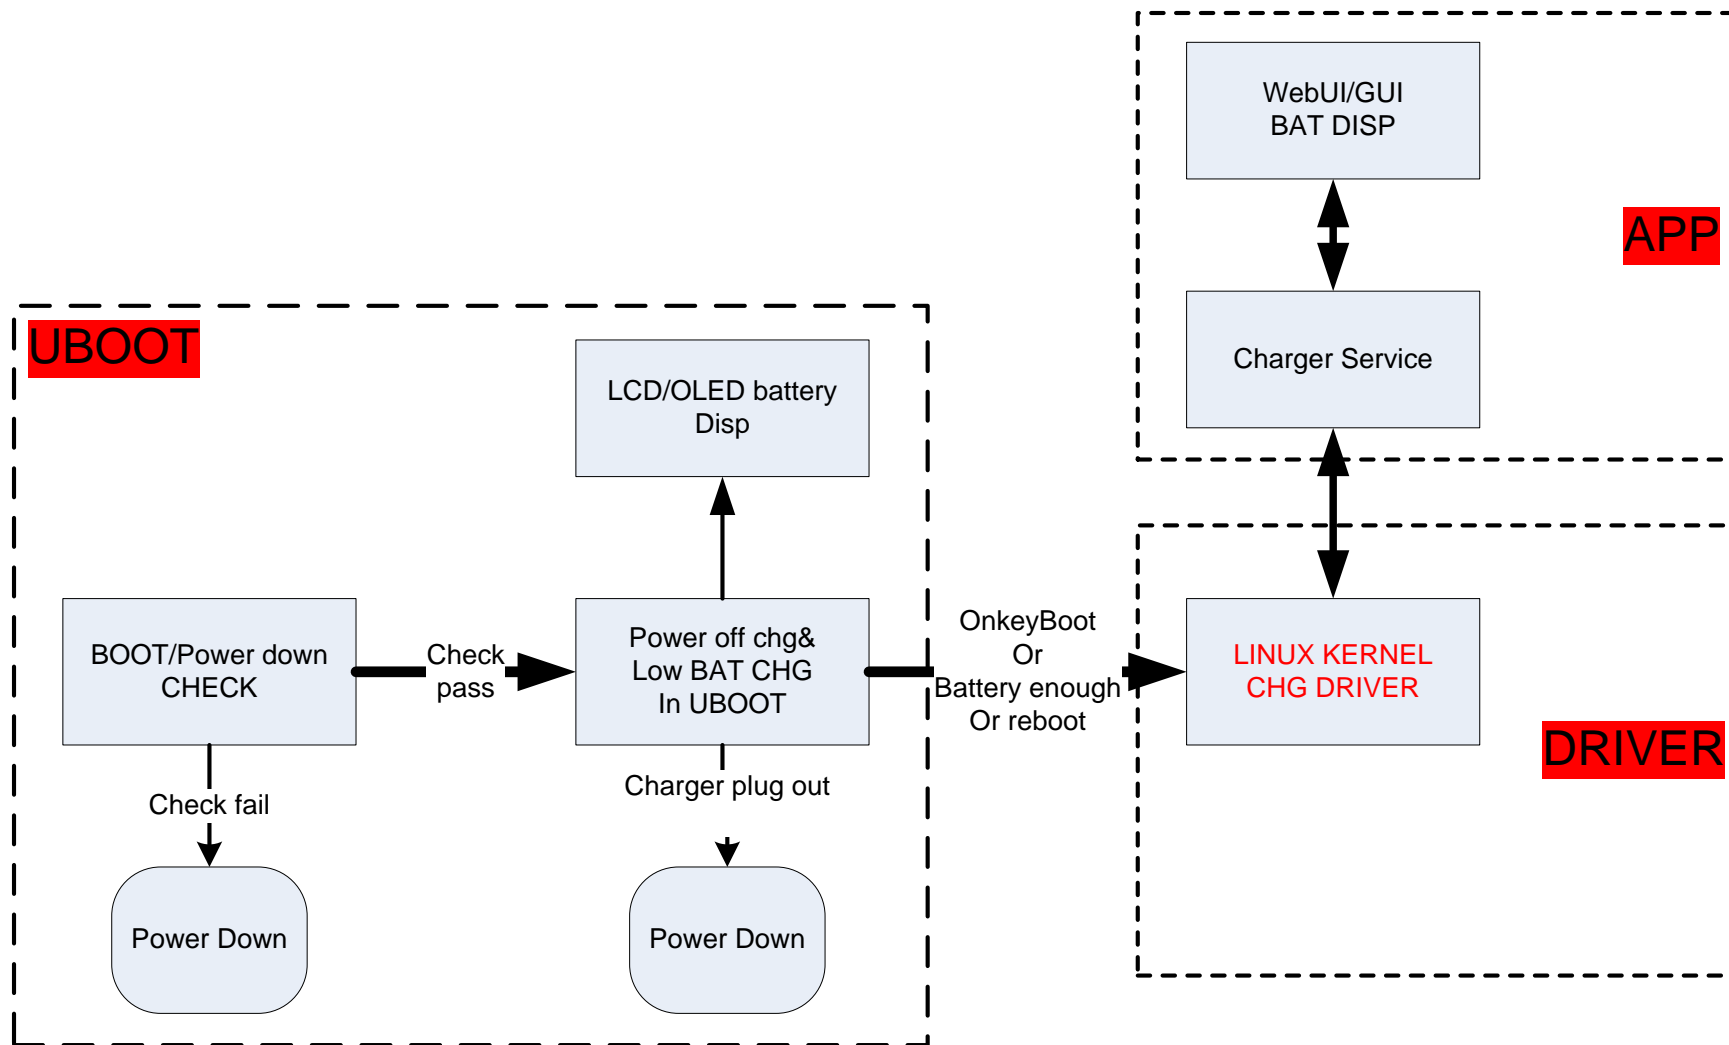 WebUI/GUI
BAT DISP
APP
Charger Service
UBOOT
LCD/OLED battery
Disp
BOOT/Power down
CHECK
Check
pass
Power off chg&
Low BAT CHG
In UBOOT
OnkeyBoot
Or
Battery enough
Or reboot
LINUX KERNEL
CHG DRIVER
DRIVER
Check fail
Charger plug out
Power Down
Power Down